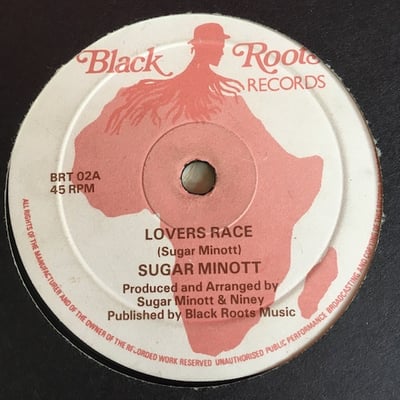 Black Roots
RECORDS
BRT 02A
45 RPM
LOVERS RACE
(Sugar Minott)
SUGAR MINOTT
Produced and Arranged by
Sugar Minott & Niney
Published by Black Roots Music
ALL RIGHTS OF THE MANUFACTURER AND OF THE OWNER OF THE RECORDED WORK RESERVED UNAUTHORISED PUBLIC PERFORMANCE BROADCASTING AND